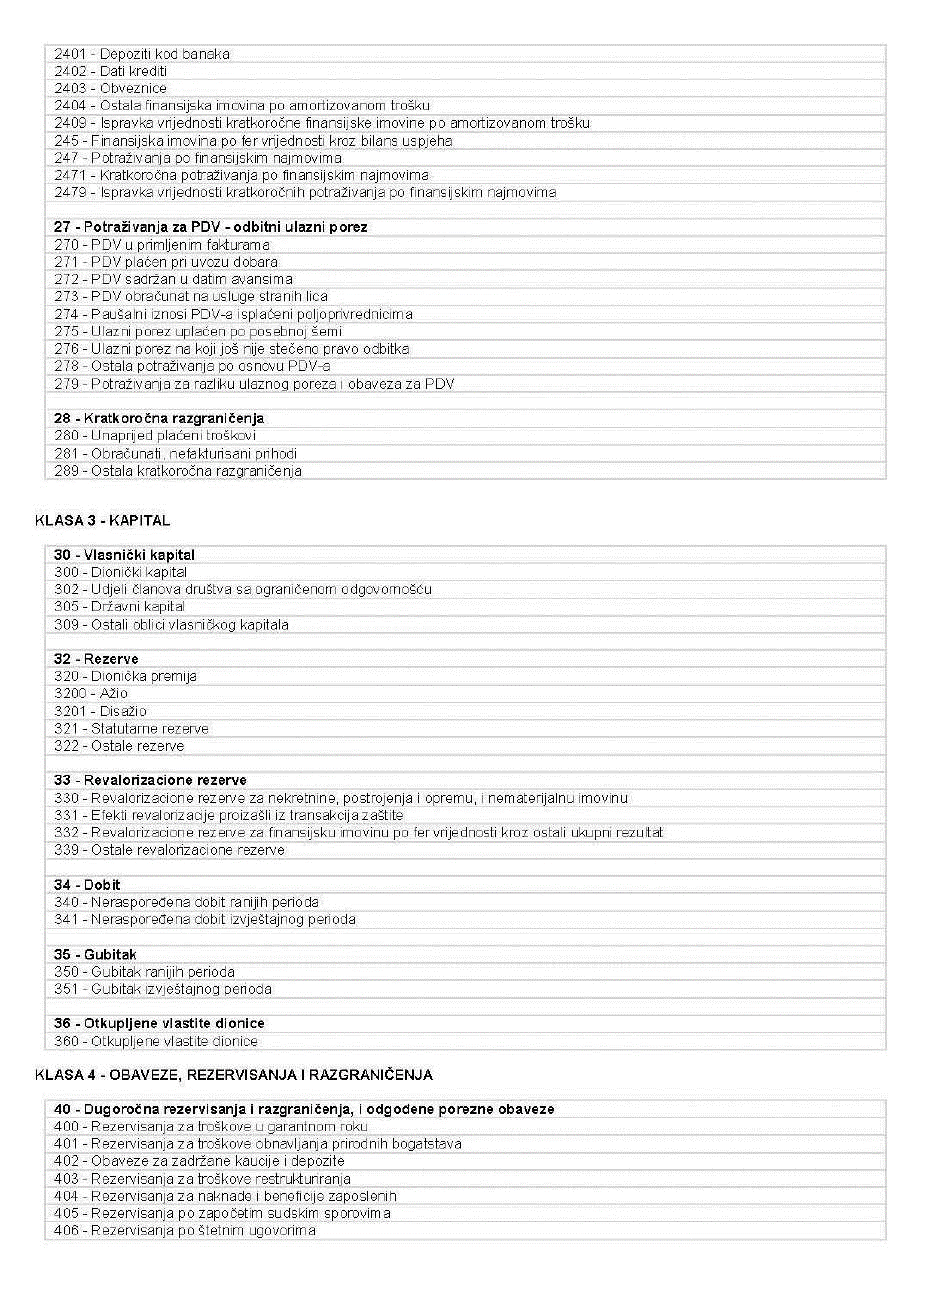 2401 - Depoziti kod banaka
2402 - Dati krediti
2403 - Obveznice
2404 - Ostala finansijska imovina po amortizovanom trošku
2409 - Ispravka vrijednosti kratkoročne finansijske imovine po amortizovanom trošku
245 - Finansijska imovina po fer vrijednosti kroz bilans uspjeha
247 - Potraživanja po finansijskim najmovima
2471 - Kratkoročna potraživanja po finansijskim najmovima
2479 - Ispravka vrijednosti kratkoročnih potraživanja po finansijskim najmovima
27 - Potraživanja za PDV - odbitni ulazni porez
270 - PDV u primljenim fakturama
271 - PDV plaćen pri uvozu dobara
272 - PDV sadržan u datim avansima
273 - PDV obračunat na usluge stranih lica
274 - Paušalni iznosi PDV-a isplaćeni poljoprivrednicima
275 - Ulazni porez uplaćen po posebnoj šemi
276 - Ulazni porez na koji još nije stečeno pravo odbitka
278 - Ostala potraživanja po osnovu PDV-a
279 - Potraživanja za razliku ulaznog poreza i obaveza za PDV
28 - Kratkoročna razgraničenja
280 - Unaprijed plaćeni troškovi
281 - Obračunati, nefakturisani prihodi
289 - Ostala kratkoročna razgraničenja
KLASA 3 - KAPITAL
30 - Vlasnički kapital
300 - Dionički kapital
302 - Udjeli članova društva sa ograničenom odgovornošću
305 - Državni kapital
309 - Ostali oblici vlasničkog kapitala
32 - Rezerve
320 - Dionička premija
3200 - Ažio
3201 - Disažio
321 - Statutarne rezerve
322 - Ostale rezerve
33 - Revalorizacione rezerve
330 - Revalorizacione rezerve za nekretnine, postrojenja i opremu, i nematerijalnu imovinu
331 - Efekti revalorizacije proizašli iz transakcija zaštite
332 - Revalorizacione rezerve za finansijsku imovinu po fer vrijednosti kroz ostali ukupni rezultat
339 - Ostale revalorizacione rezerve
34 - Dobit
340 - Neraspoređena dobit ranijih perioda
341 - Neraspoređena dobit izvještajnog perioda
35 - Gubitak
350 - Gubitak ranijih perioda
351 - Gubitak izvještajnog perioda
36 - Otkupljene vlastite dionice
360 - Otkupljene vlastite dionice
KLASA 4 - OBAVEZE, REZERVISANJA I RAZGRANIČENJA
40 - Dugoročna rezervisanja i razgraničenja, i odgođene porezne obaveze
400 - Rezervisanja za troškove u garantnom roku
401 - Rezervisanja za troškove obnavljanja prirodnih bogatstava
402 - Obaveze za zadržane kaucije i depozite
403 - Rezervisanja za troškove restrukturiranja
404 - Rezervisanja za naknade i beneficije zaposlenih
405 - Rezervisanja po započetim sudskim sporovima
406 - Rezervisanja po štetnim ugovorima